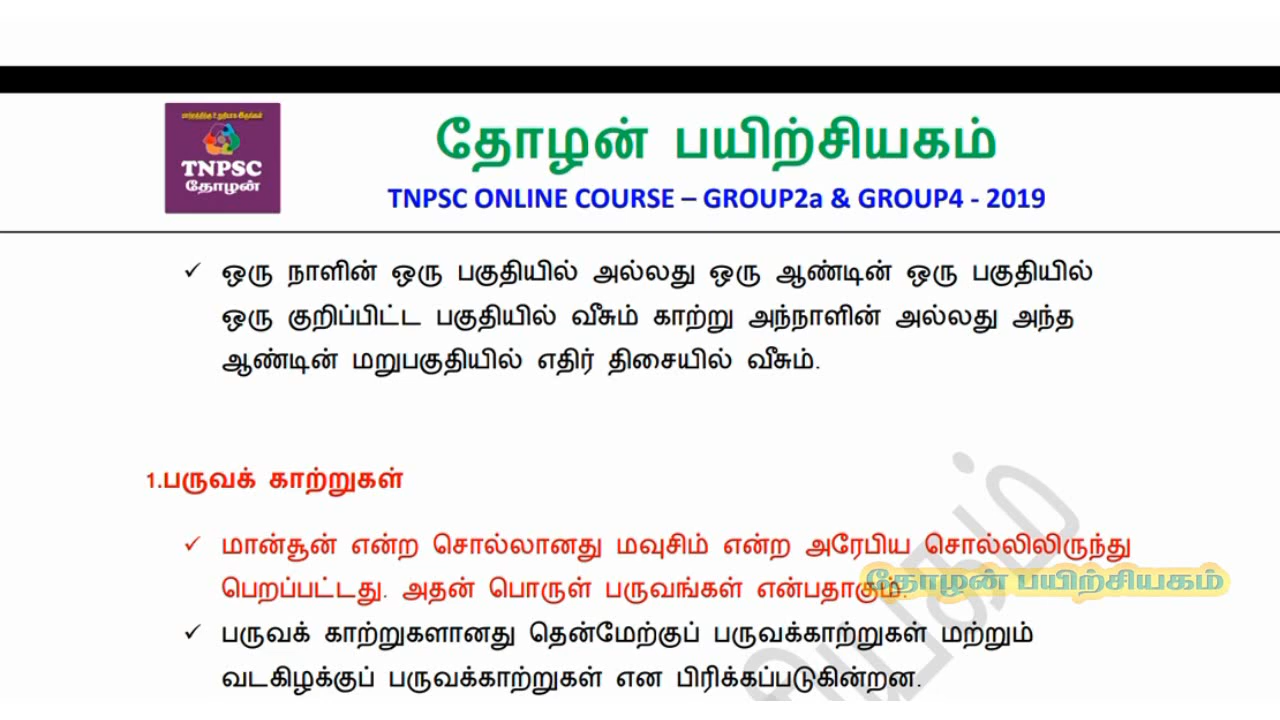 TNPSC
தோழன்
தோழன் பயிற்சியகம்
TNPSC ONLINE COURSE – GROUP2a & GROUP4 - 2019
✓ ஒரு நாளின் ஒரு பகுதியில் அல்லது ஒரு ஆண்டின் ஒரு பகுதியில்
ஒரு குறிப்பிட்ட பகுதியில் வீசும் காற்று அந்நாளின் அல்லது அந்த
ஆண்டின் மறுபகுதியில் எதிர் திசையில் வீசும்.
1.பருவக் காற்றுகள்
✓ மான்சூன் என்ற சொல்லானது மவுசிம் என்ற அரேபிய சொல்லிலிருந்து
பெறப்பட்டது. அதன் பொருள் பருவங்கள் என்பதாகும்.
தோழன் பயிற்சியகம்
✓ பருவக் காற்றுகளானது தென்மேற்குப் பருவக்காற்றுகள் மற்றும்
வடகிழக்குப் பருவக்காற்றுகள் என பிரிக்கப்படுகின்றன.